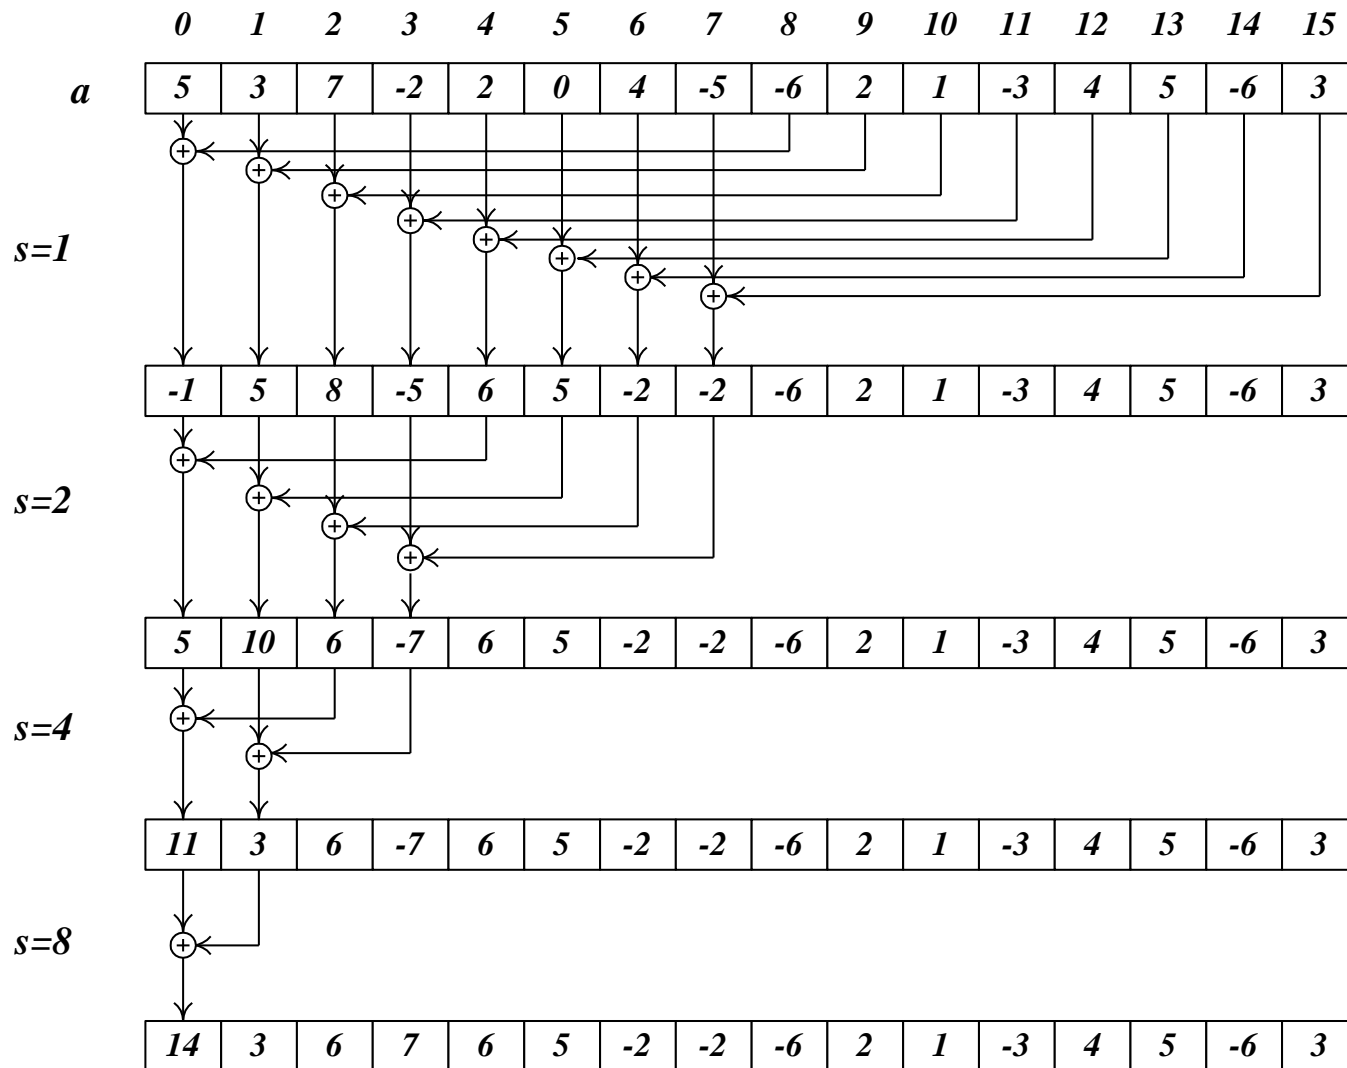 0 1 2 3 4 5 6 7 8 9 10 11 12 13 14 15
a 5 3 7 -2 2 0 4 -5 -6 2 1 -3 4 5 -6 3
s=1
-1 5 8 -5 6 5 -2 -2 -6 2 1 -3 4 5 -6 3
s=2
5 10 6 -7 6 5 -2 -2 -6 2 1 -3 4 5 -6 3
s=4
11 3 6 -7 6 5 -2 -2 -6 2 1 -3 4 5 -6 3
s=8
14 3 6 7 6 5 -2 -2 -6 2 1 -3 4 5 -6 3